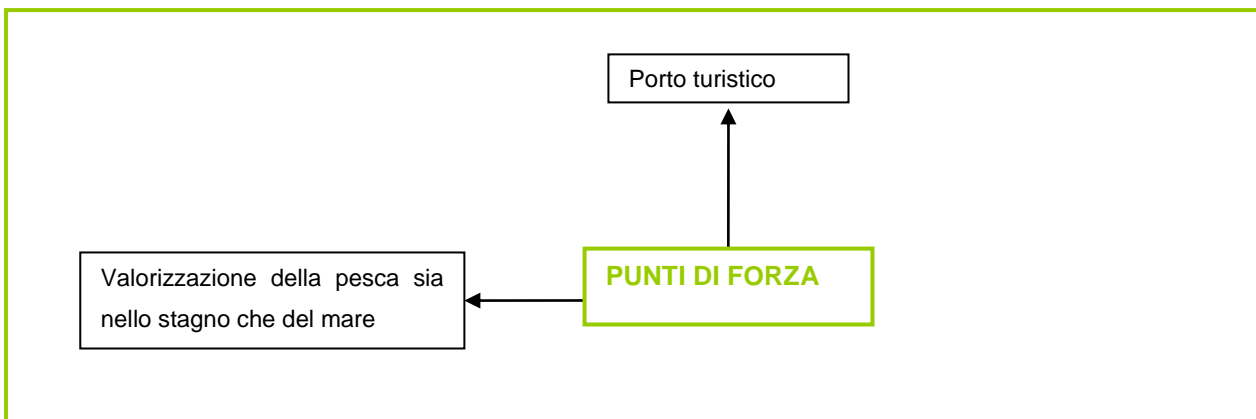 Porto turistico
Valorizzazione della pesca sia
nello stagno che del mare
PUNTI DI FORZA